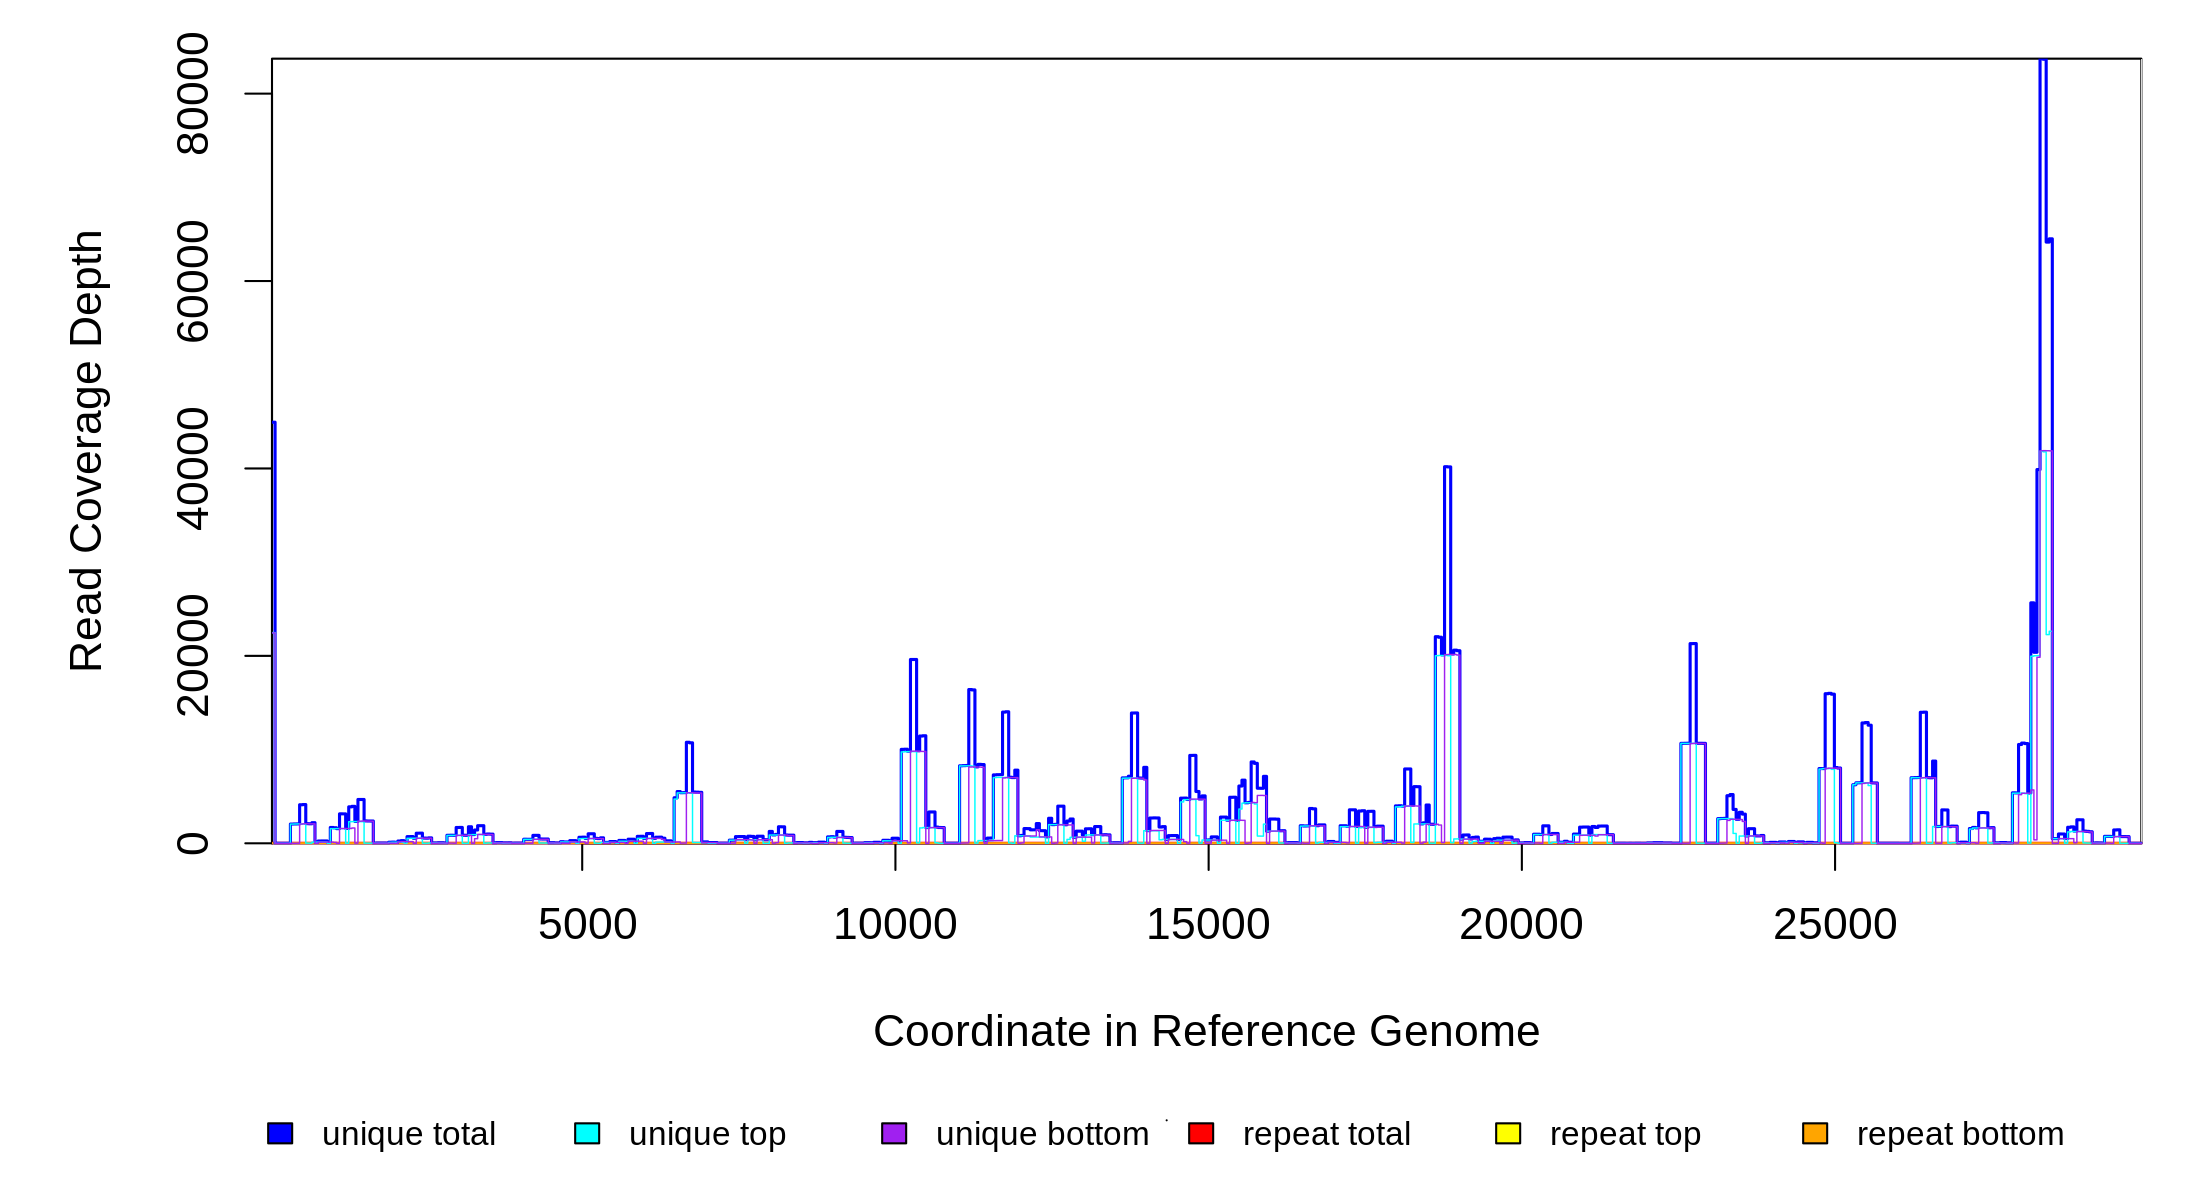 Read Coverage Depth
80000
60000
40000
20000
0
5000 10000 15000 20000 25000
Coordinate in Reference Genome
unique total unique top unique bottom repeat total repeat top repeat bottom